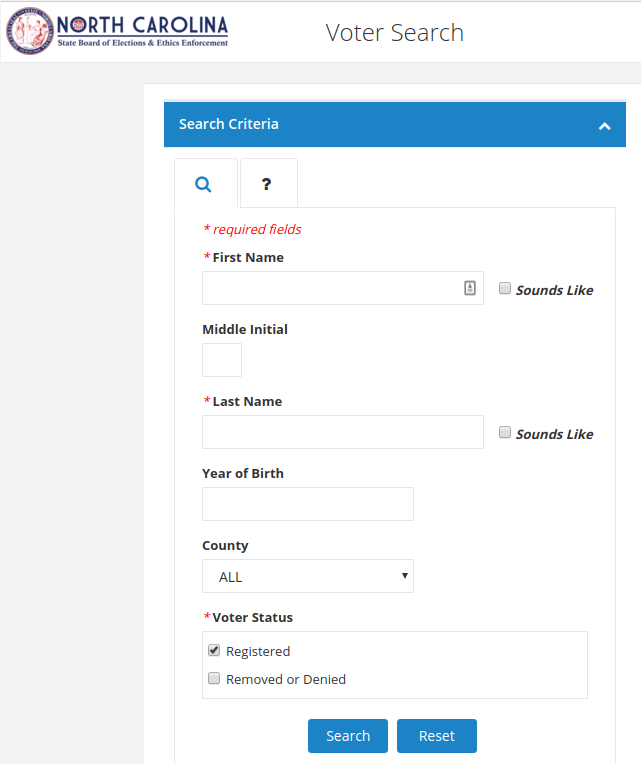 NORTH CAROLINA
State Board of Elections & Ethics Enforcement
Voter Search
Search Criteria
?
* required fields
* First Name
Sounds Like
Middle Initial
* Last Name
Sounds Like
Year of Birth
County
ALL
* Voter Status
Registered
Removed or Denied
Search
Reset